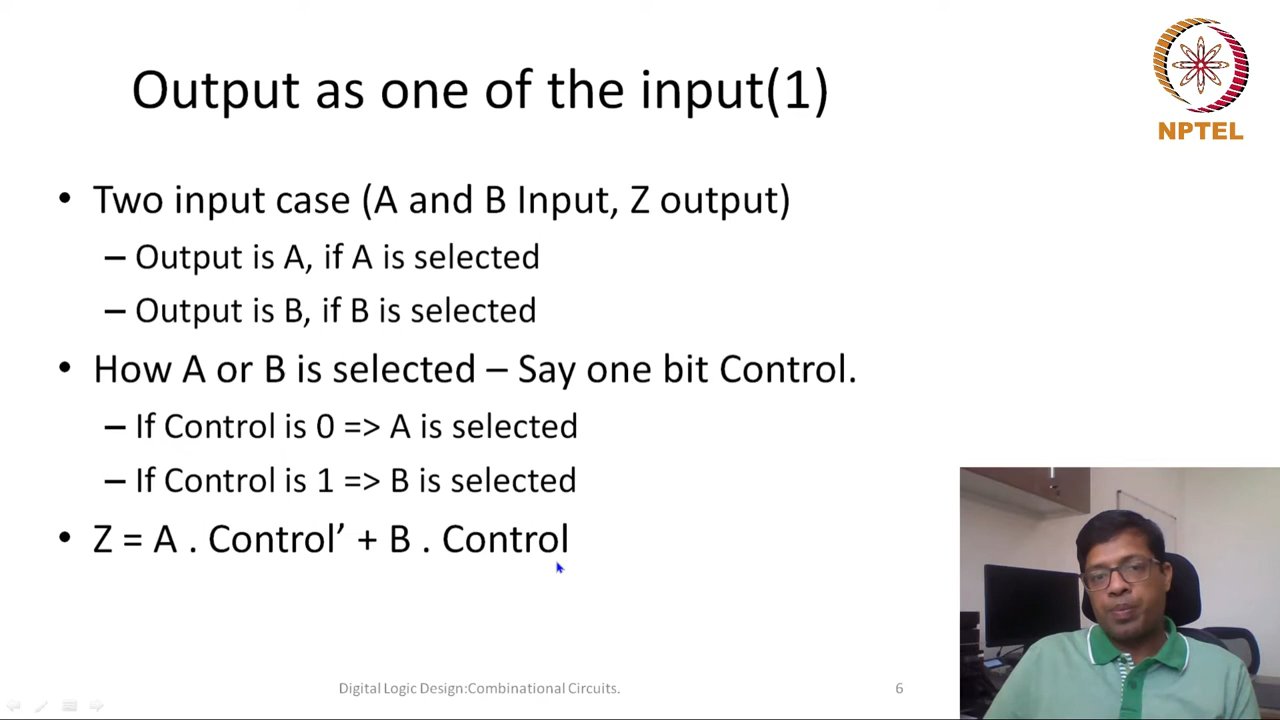 Output as one of the input(1)
NPTEL
• Two input case (A and B Input, Z output)
– Output is A, if A is selected
– Output is B, if B is selected
• How A or B is selected – Say one bit Control.
– If Control is 0 => A is selected
– If Control is 1 => B is selected
• Z = A . Control’ + B . Control
Digital Logic Design:Combinational Circuits.
6